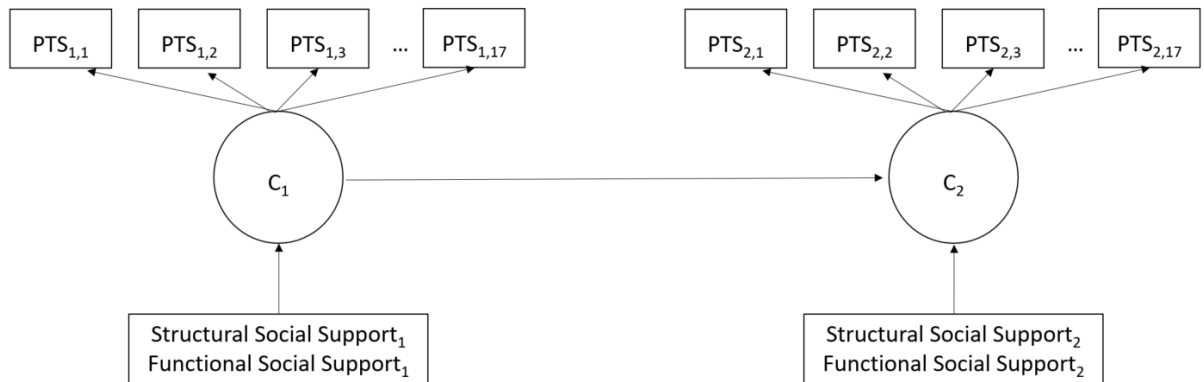 PTS1,1 PTS1,2 PTS1,3 ... PTS1,17 PTS2,1 PTS2,2 PTS2,3 ... PTS2,17
C1 C2
Structural Social Support1
Functional Social Support1
Structural Social Support2
Functional Social Support2